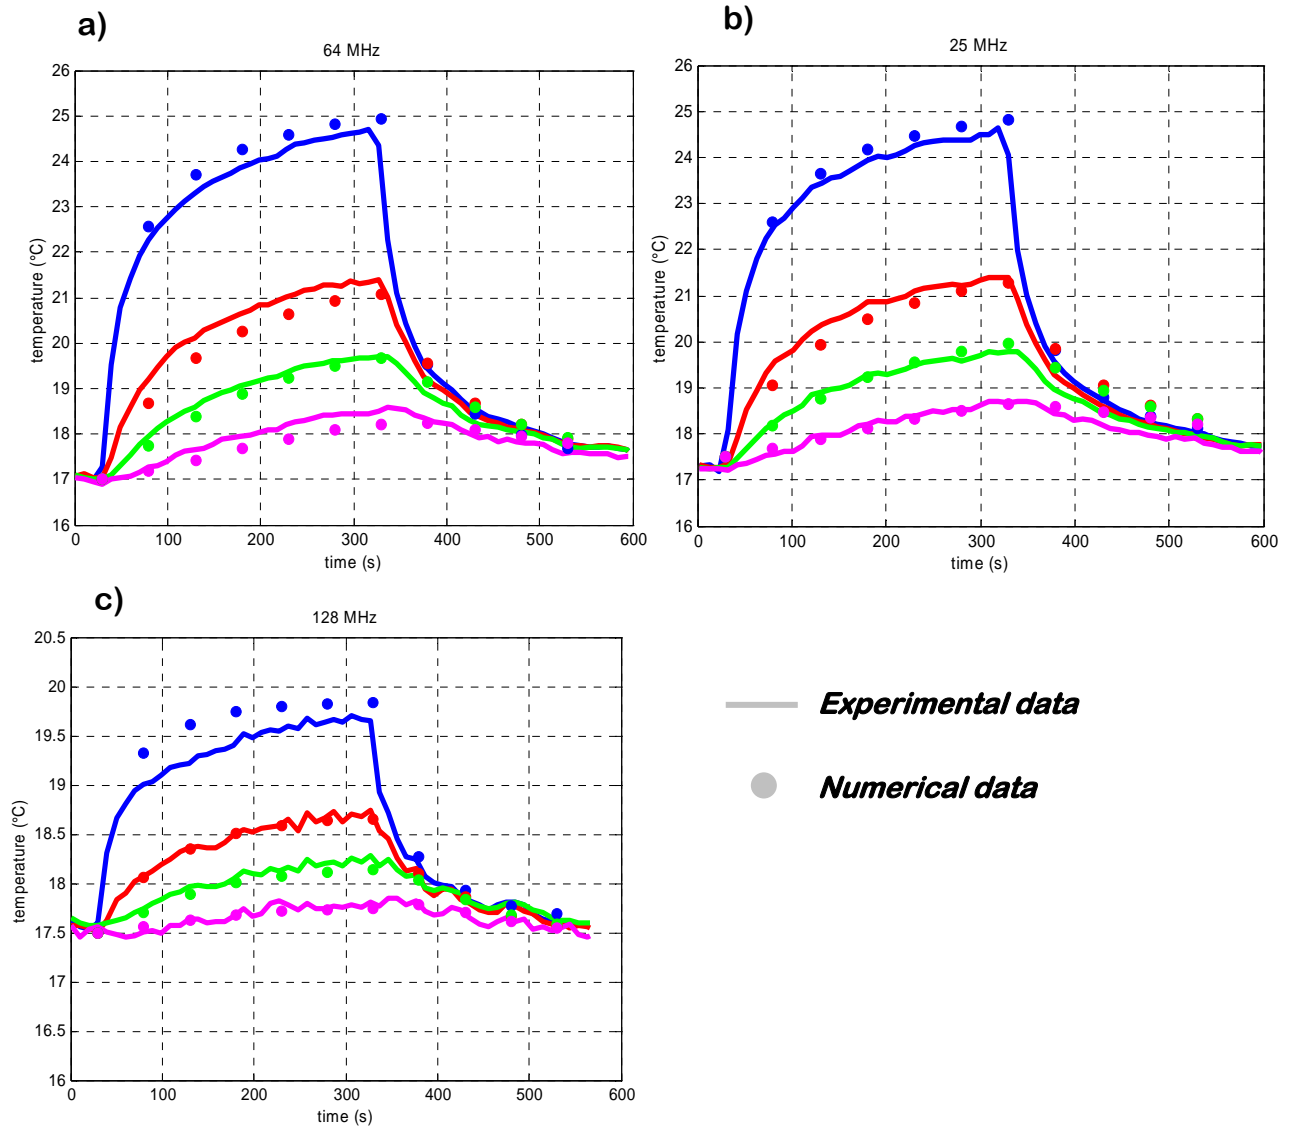 a)
64 MHz
26
25
24
23
22
21
20
19
18
17
16
temperature (°C)
0 100 200 300 400 500 600
time (s)
b)
25 MHz
26
25
24
23
22
21
20
19
18
17
16
temperature (°C)
0 100 200 300 400 500 600
time (s)
c)
128 MHz
20.5
20
19.5
19
18.5
18
17.5
17
16.5
16
temperature (°C)
0 100 200 300 400 500 600
time (s)
Experimental data
Numerical data